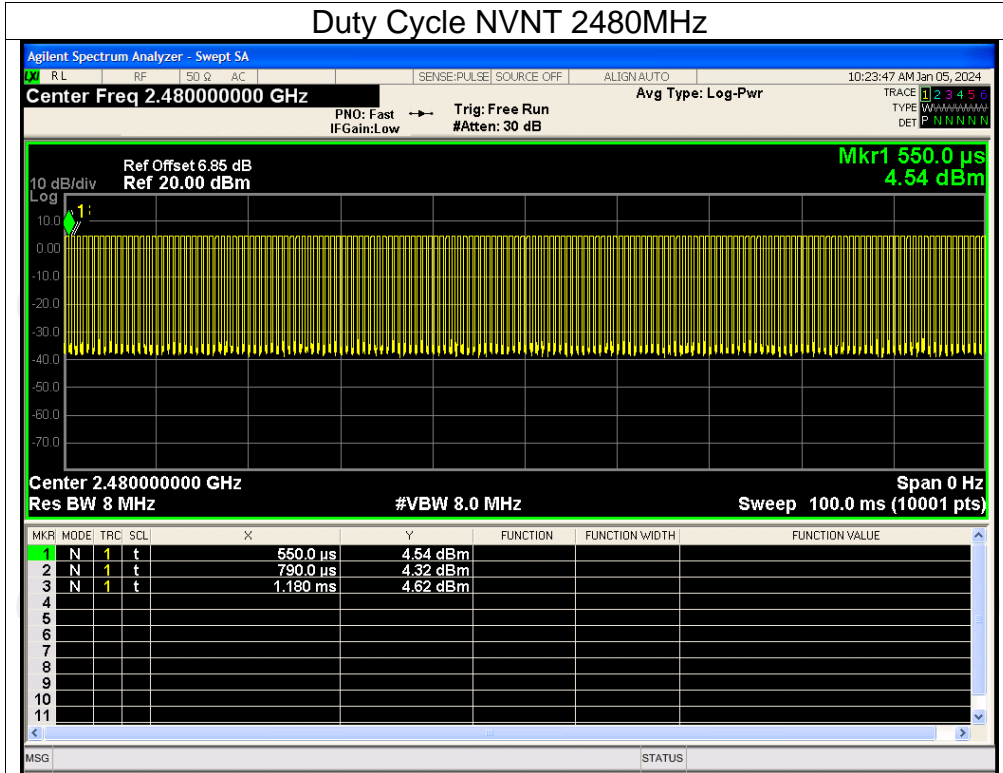 Duty Cycle NVNT 2480MHz
Agilent Spectrum Analyzer - Swept SA
LXI RL RF 50 Ω AC SENSE:PULSE SOURCE OFF ALIGN AUTO 10:23:47 AM Jan 05, 2024
Center Freq 2.480000000 GHz
PNO: Fast
IFGain:Low
Trig: Free Run
#Atten: 30 dB
Avg Type: Log-Pwr
TRACE 1 2 3 4 5 6
TYPE WWWWWWW
DET P N N N N N
Mkr1 550.0 µs
4.54 dBm
Ref Offset 6.85 dB
10 dB/div Ref 20.00 dBm
Log
1
10.0
0.00
-10.0
-20.0
-30.0
-40.0
-50.0
-60.0
-70.0
Center 2.480000000 GHz Span 0 Hz
Res BW 8 MHz #VBW 8.0 MHz Sweep 100.0 ms (10001 pts)
MKR MODE TRC SCL X Y FUNCTION FUNCTION WIDTH FUNCTION VALUE
1 N 1 t 550.0 µs 4.54 dBm
2 N 1 t 790.0 µs 4.32 dBm
3 N 1 t 1.180 ms 4.62 dBm
4
5
6
7
8
9
10
11
MSG STATUS